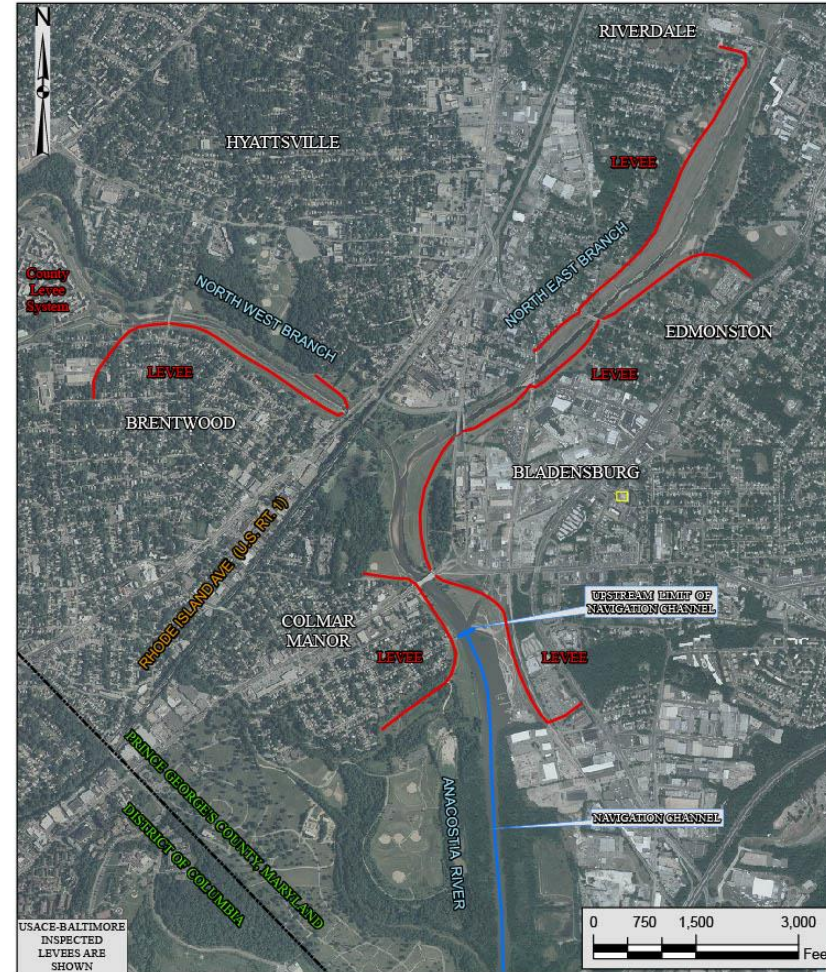 N
RIVERDALE
HYATTSVILLE
LEVEE
County
Levee
System
NORTH WEST BRANCH
NORTH EAST BRANCH
EDMONSTON
LEVEE
LEVEE
BRENTWOOD
BLADENSBURG
RHODE ISLAND AVE (U.S. RT. 1)
UPSTREAM LIMIT OF
NAVIGATION CHANNEL
COLMAR
MANOR
LEVEE
LEVEE
PRINCE GEORGE'S COUNTY, MARYLAND
DISTRICT OF COLUMBIA
ANACOSTIA RIVER
NAVIGATION CHANNEL
USACE-BALTIMORE
INSPECTED
LEVEES ARE
SHOWN
0 750 1,500 3,000
Fee